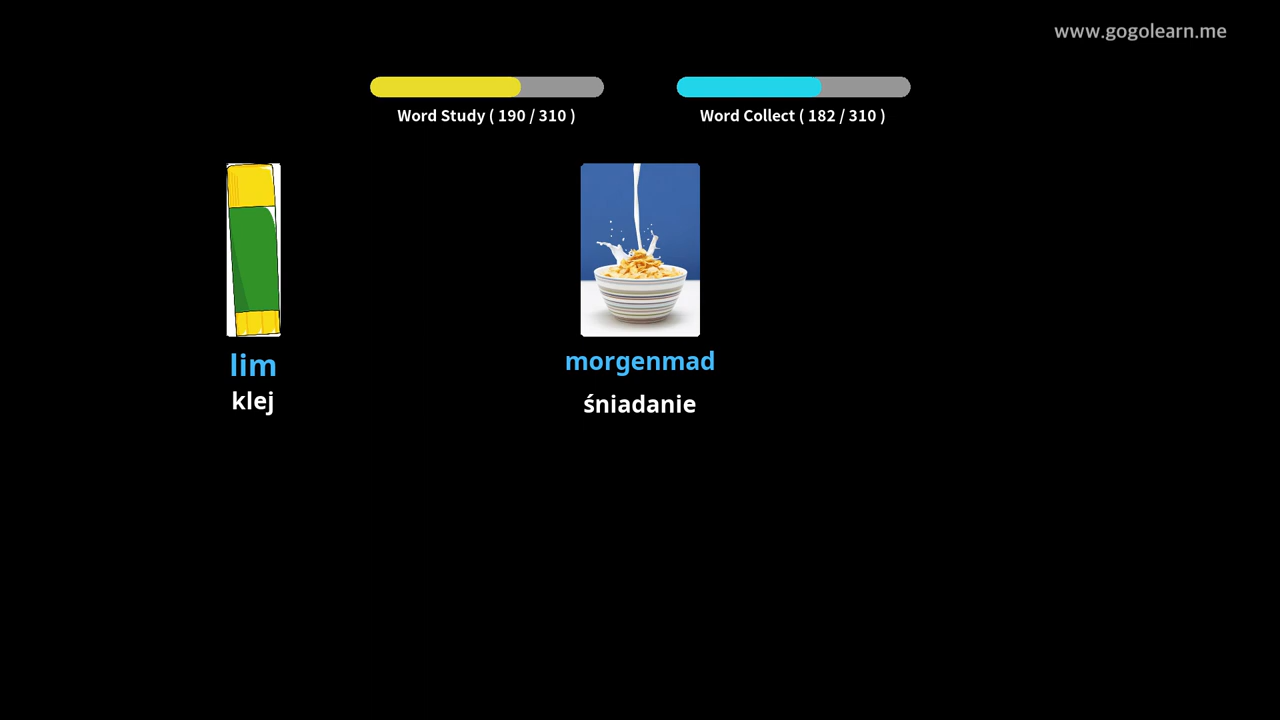 www.gogolearn.me
Word Study ( 190 / 310 )
Word Collect ( 182 / 310 )
lim
klej
morgenmad
śniadanie